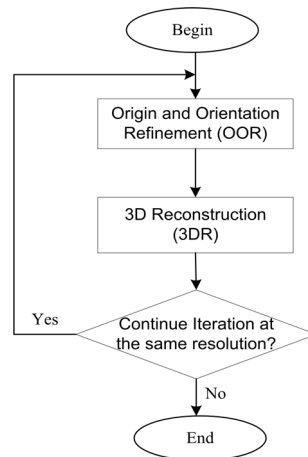 Begin
Origin and Orientation
Refinement (OOR)
3D Reconstruction
(3DR)
Continue Iteration at
the same resolution?
Yes
No
End